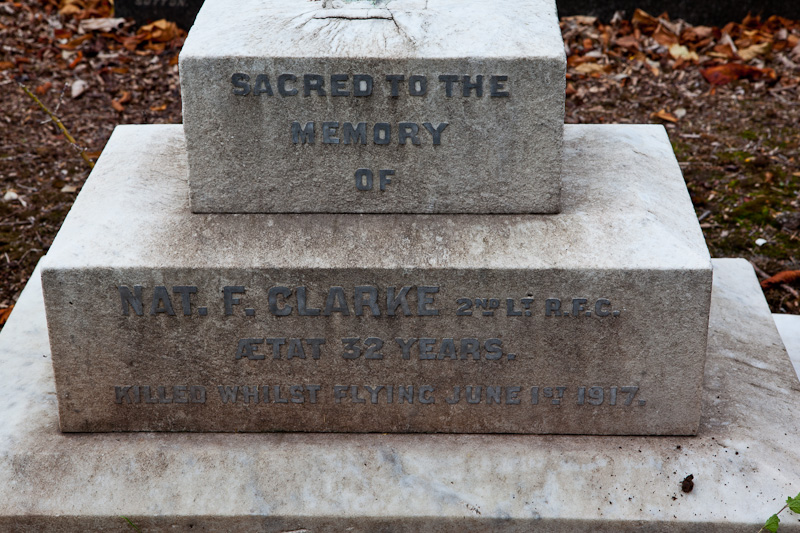 SACRED TO THE
MEMORY
OF
NAT. F. CLARKE 2ND LT R.F.C.
ÆTAT 32 YEARS.
KILLED WHILST FLYING JUNE 1ST 1917.